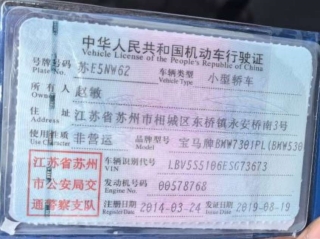 中华人民共和国机动车行驶证
Vehicle License of the People's Republic of China
号牌号码 苏E5NW62 车辆类型 小型轿车
Plate No. Vehicle Type
所有人 赵敏
Owner
住址 江苏省苏州市相城区东桥镇永安桥南3号
Address
使用性质 非营运 品牌型号 宝马牌BMW7301PL(BMW530
Use Character Model
江苏省苏州 车辆识别代号 LBV5S5106ESG73673
VIN
市公安局交 发动机号码 00S78768
Engine No.
通警察支队 注册日期 2014-03-24 发证日期 2019-08-19
Register Date Issue Date